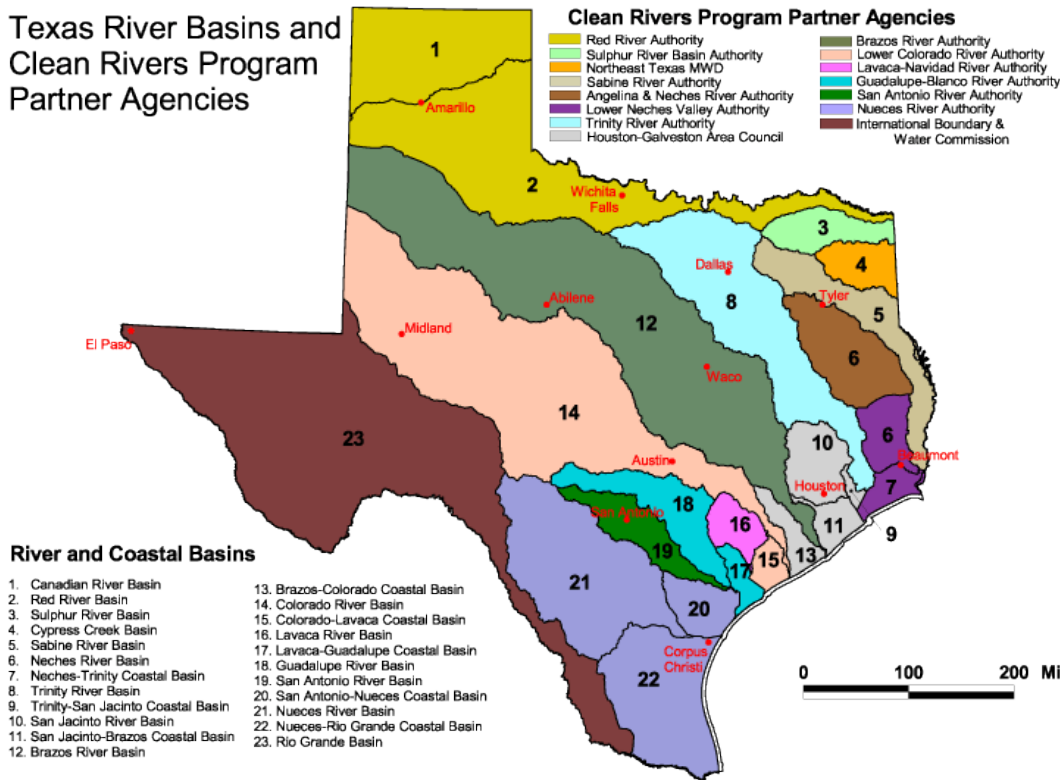 Texas River Basins and
Clean Rivers Program
Partner Agencies
Clean Rivers Program Partner Agencies
Red River Authority
Sulphur River Basin Authority
Northeast Texas MWD
Sabine River Authority
Angelina & Neches River Authority
Lower Neches Valley Authority
Trinity River Authority
Houston-Galveston Area Council
Brazos River Authority
Lower Colorado River Authority
Lavaca-Navidad River Authority
Guadalupe-Blanco River Authority
San Antonio River Authority
Nueces River Authority
International Boundary &
Water Commission
1
Amarillo
2
Wichita
Falls
3
4
Dallas
8
Tyler
5
Abilene
12
Midland
El Paso
6
Waco
14
23
10
6
Austin
Beaumont
Houston
7
18
16
11
9
San Antonio
19
13
15
17
21
20
Corpus
Christi
22
0
100
200
Mi
River and Coastal Basins
1. Canadian River Basin
2. Red River Basin
3. Sulphur River Basin
4. Cypress Creek Basin
5. Sabine River Basin
6. Neches River Basin
7. Neches-Trinity Coastal Basin
8. Trinity River Basin
9. Trinity-San Jacinto Coastal Basin
10. San Jacinto River Basin
11. San Jacinto-Brazos Coastal Basin
12. Brazos River Basin
13. Brazos-Colorado Coastal Basin
14. Colorado River Basin
15. Colorado-Lavaca Coastal Basin
16. Lavaca River Basin
17. Lavaca-Guadalupe Coastal Basin
18. Guadalupe River Basin
19. San Antonio River Basin
20. San Antonio-Nueces Coastal Basin
21. Nueces River Basin
22. Nueces-Rio Grande Coastal Basin
23. Rio Grande Basin